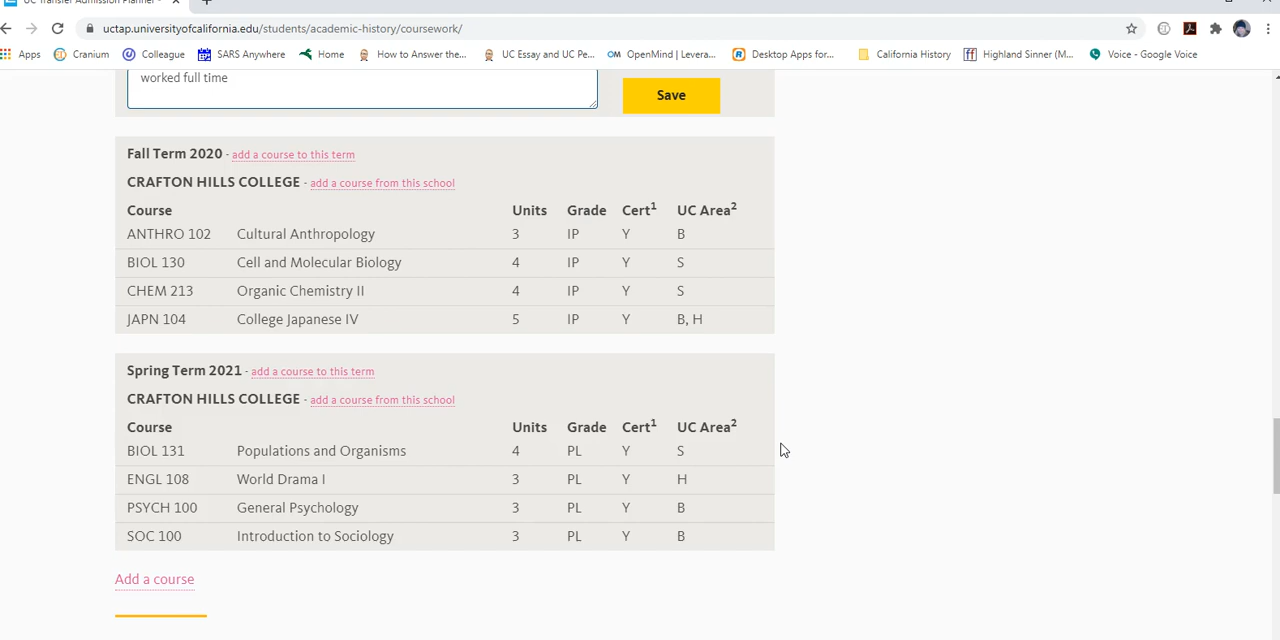 UC Transfer Admission Planner -
uctap.universityofcalifornia.edu/students/academic-history/coursework/
Apps Cranium Colleague SARS Anywhere Home How to Answer the... UC Essay and UC Pe... OM OpenMind (Levera... Desktop Apps for... California History ff Highland Sinner (M... Voice - Google Voice
worked full time
Save
Fall Term 2020 - add a course to this term
CRAFTON HILLS COLLEGE - add a course from this school
Course Units Grade Cert1 UC Area2
ANTHRO 102 Cultural Anthropology 3 IP Y B
BIOL 130 Cell and Molecular Biology 4 IP Y S
CHEM 213 Organic Chemistry II 4 IP Y S
JAPN 104 College Japanese IV 5 IP Y B, H
Spring Term 2021 - add a course to this term
CRAFTON HILLS COLLEGE - add a course from this school
Course Units Grade Cert1 UC Area2
BIOL 131 Populations and Organisms 4 PL Y S
ENGL 108 World Drama I 3 PL Y H
PSYCH 100 General Psychology 3 PL Y B
SOC 100 Introduction to Sociology 3 PL Y B
Add a course